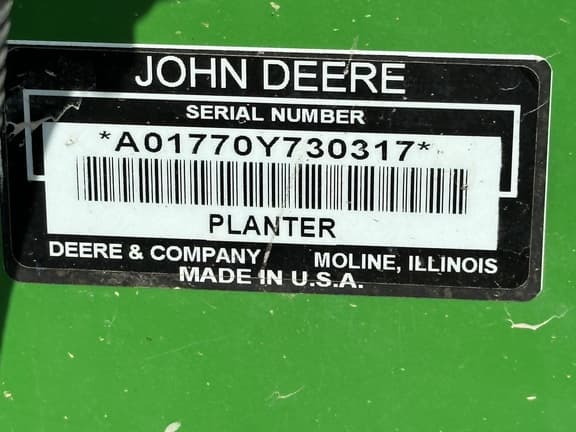 JOHN DEERE
SERIAL NUMBER
*A01770Y730317*
PLANTER
DEERE & COMPANY MOLINE, ILLINOIS
MADE IN U.S.A.